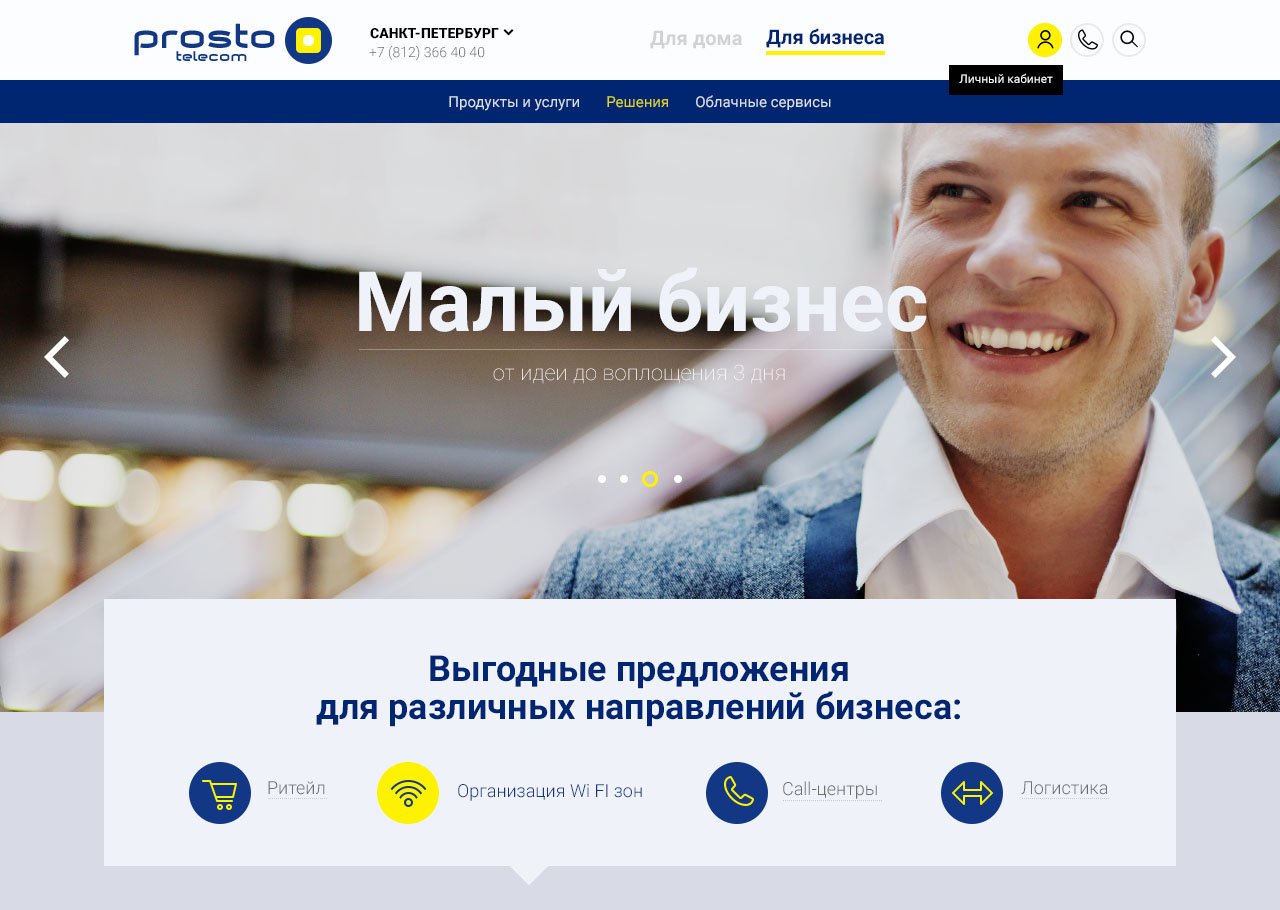 prosto
telecom
САНКТ-ПЕТЕРБУРГ
+7 (812) 366 40 40
Для дома
Для бизнеса
Личный кабинет
Продукты и услуги
Решения
Облачные сервисы
Малый бизнес
от идеи до воплощения 3 дня
Выгодные предложения
для различных направлений бизнеса:
Ритейл
Организация Wi FI зон
Call-центры
Логистика